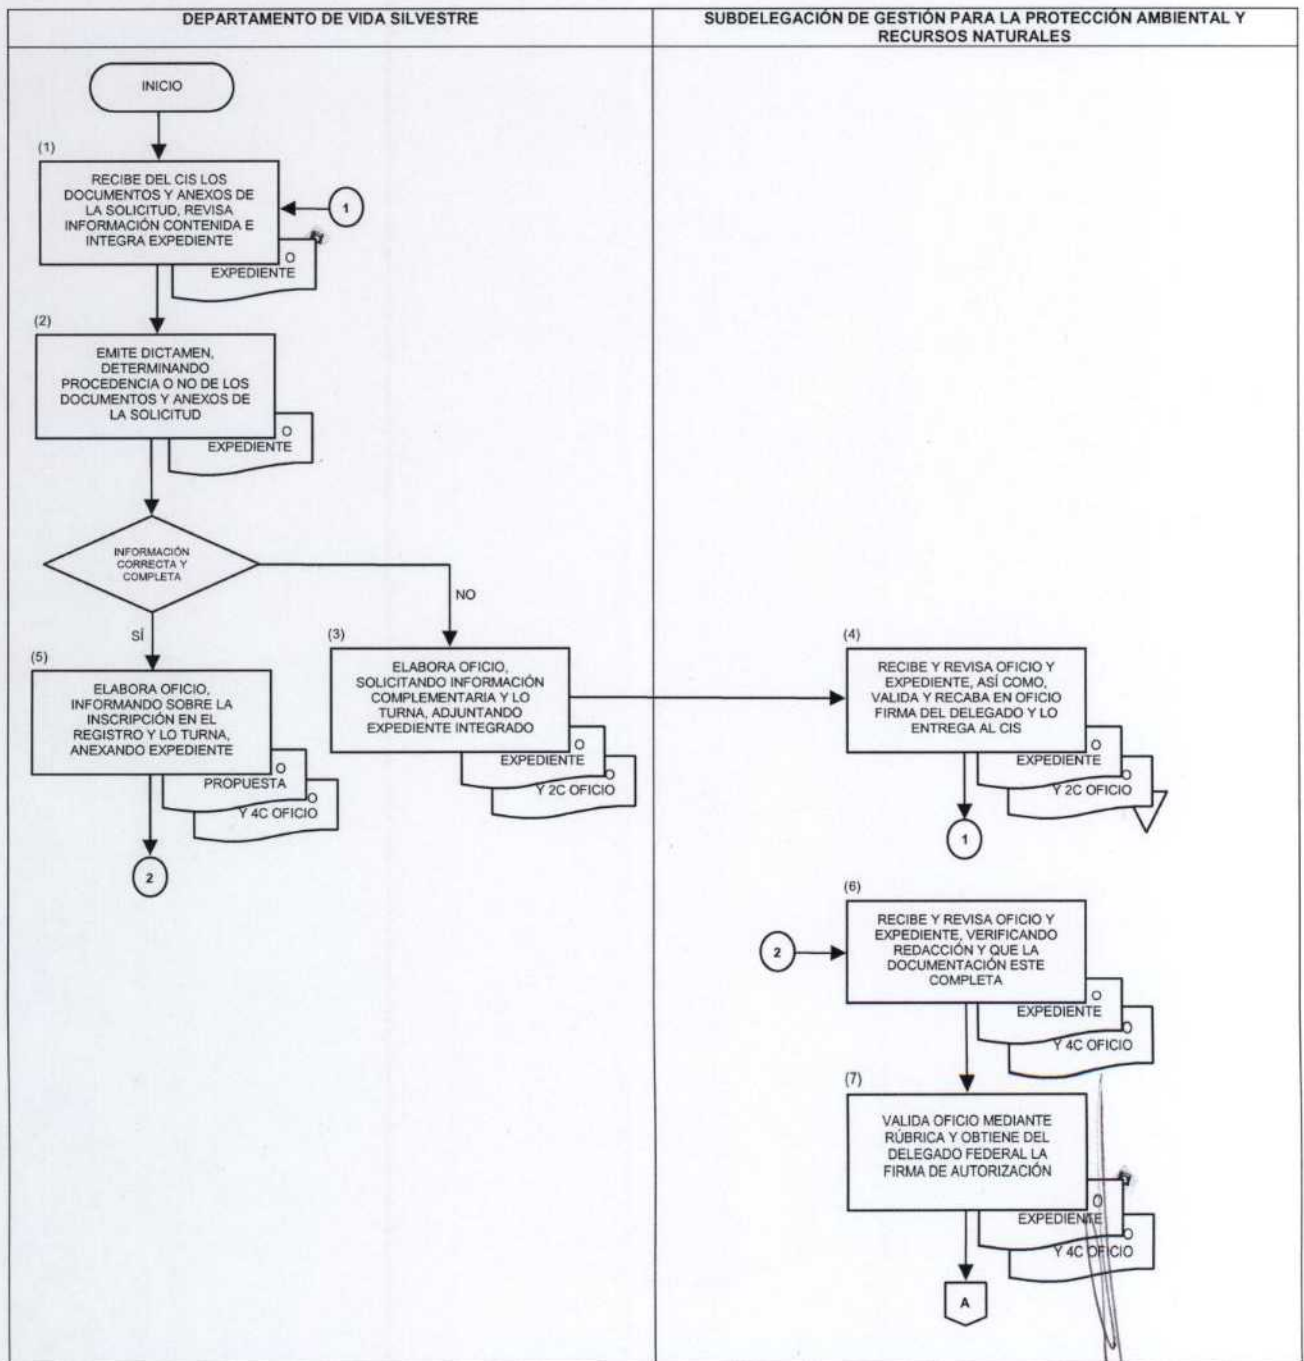 DEPARTAMENTO DE VIDA SILVESTRE
SUBDELEGACIÓN DE GESTIÓN PARA LA PROTECCIÓN AMBIENTAL Y
RECURSOS NATURALES
INICIO
(1)
RECIBE DEL CIS LOS
DOCUMENTOS Y ANEXOS DE
LA SOLICITUD, REVISA
INFORMACIÓN CONTENIDA E
INTEGRA EXPEDIENTE
1
O
EXPEDIENTE
(2)
EMITE DICTAMEN,
DETERMINANDO
PROCEDENCIA O NO DE LOS
DOCUMENTOS Y ANEXOS DE
LA SOLICITUD
O
EXPEDIENTE
INFORMACIÓN
CORRECTA Y
COMPLETA
NO
SÍ
(5)
ELABORA OFICIO,
INFORMANDO SOBRE LA
INSCRIPCIÓN EN EL
REGISTRO Y LO TURNA,
ANEXANDO EXPEDIENTE
O
PROPUESTA
O
Y 4C OFICIO
2
(3)
ELABORA OFICIO,
SOLICITANDO INFORMACIÓN
COMPLEMENTARIA Y LO
TURNA, ADJUNTANDO
EXPEDIENTE INTEGRADO
O
EXPEDIENTE
O
Y 2C OFICIO
(4)
RECIBE Y REVISA OFICIO Y
EXPEDIENTE, ASÍ COMO,
VALIDA Y RECABA EN OFICIO
FIRMA DEL DELEGADO Y LO
ENTREGA AL CIS
O
EXPEDIENTE
O
Y 2C OFICIO
1
(6)
2
RECIBE Y REVISA OFICIO Y
EXPEDIENTE, VERIFICANDO
REDACCIÓN Y QUE LA
DOCUMENTACIÓN ESTE
COMPLETA
O
EXPEDIENTE
O
Y 4C OFICIO
(7)
VALIDA OFICIO MEDIANTE
RÚBRICA Y OBTIENE DEL
DELEGADO FEDERAL LA
FIRMA DE AUTORIZACIÓN
O
EXPEDIENTE
O
Y 4C OFICIO
A